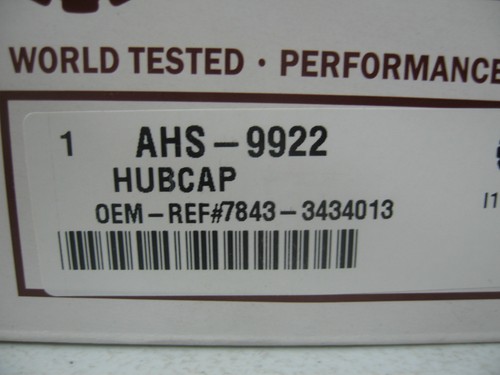 WORLD TESTED · PERFORMANCE
1 AHS-9922
HUBCAP
OEM-REF#7843-3434013